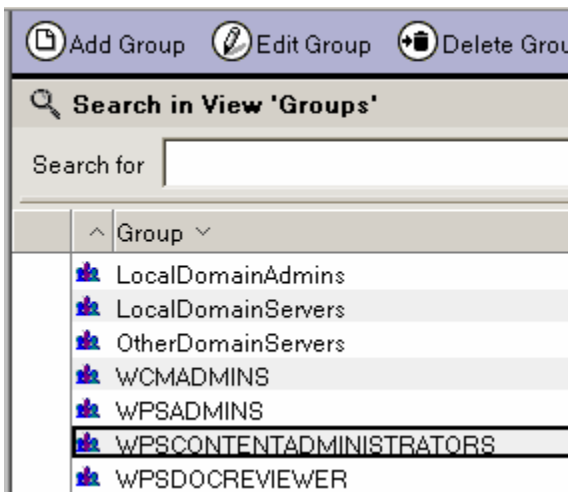 Add Group Edit Group Delete Grou
Search in View 'Groups'
Search for
Group
LocalDomainAdmins
LocalDomainServers
OtherDomainServers
WCMADMINS
WPSADMINS
WPSCONTENTADMINISTRATORS
WPSDOCREVIEWER